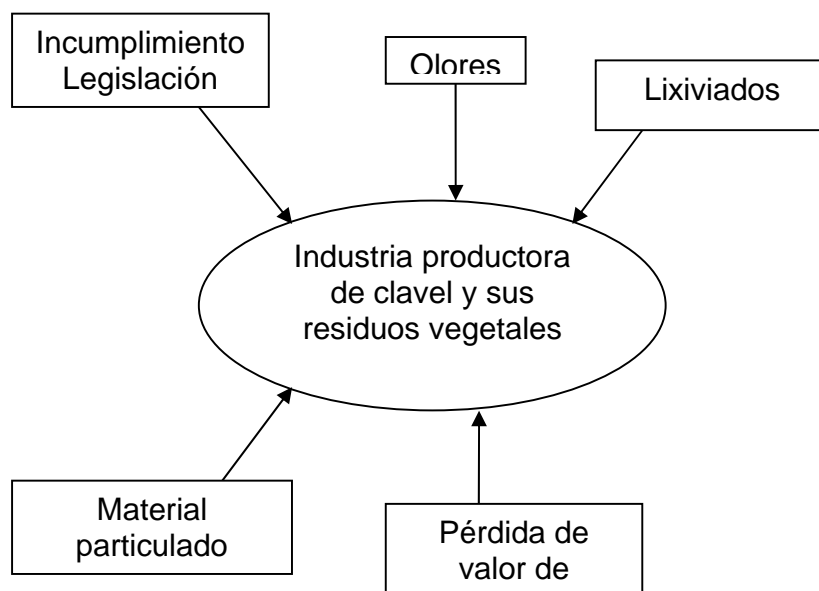 Incumplimiento
Legislación
Olores
Lixiviados
Industria productora
de clavel y sus
residuos vegetales
Material
particulado
Pérdida de
valor de